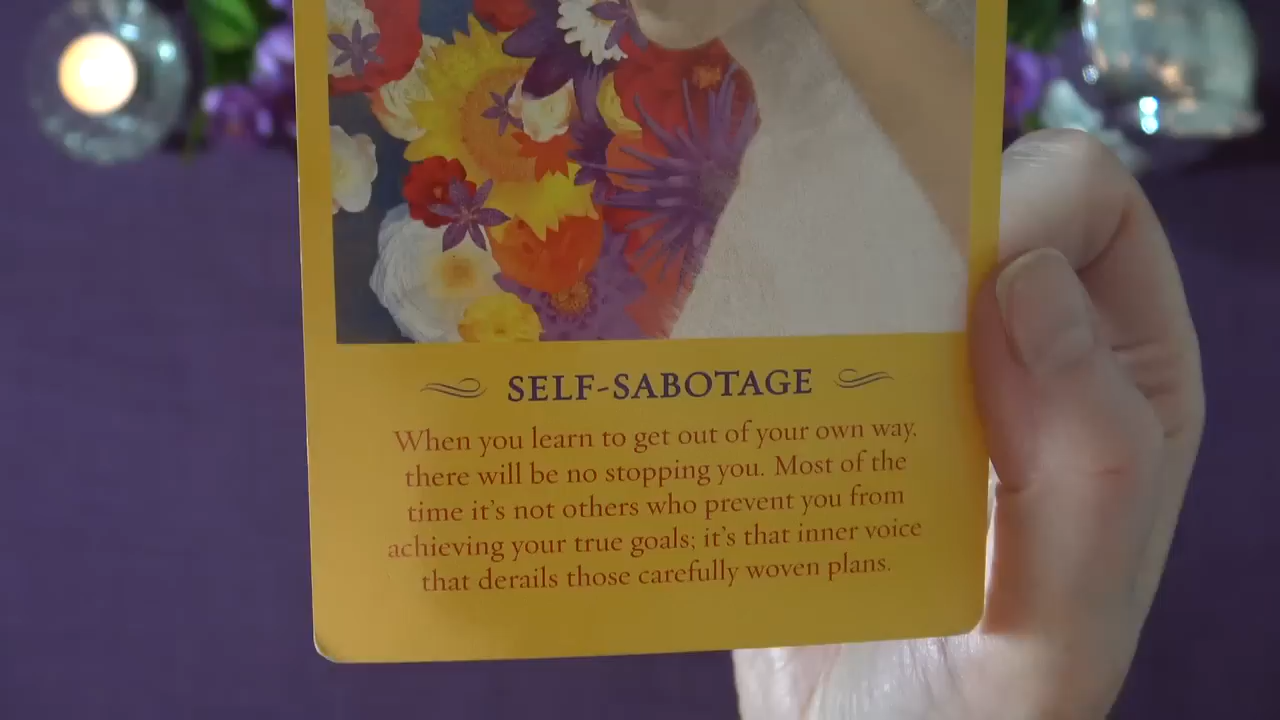 SELF-SABOTAGE
When you learn to get out of your own way,
there will be no stopping you. Most of the
time it's not others who prevent you from
achieving your true goals; it's that inner voice
that derails those carefully woven plans.